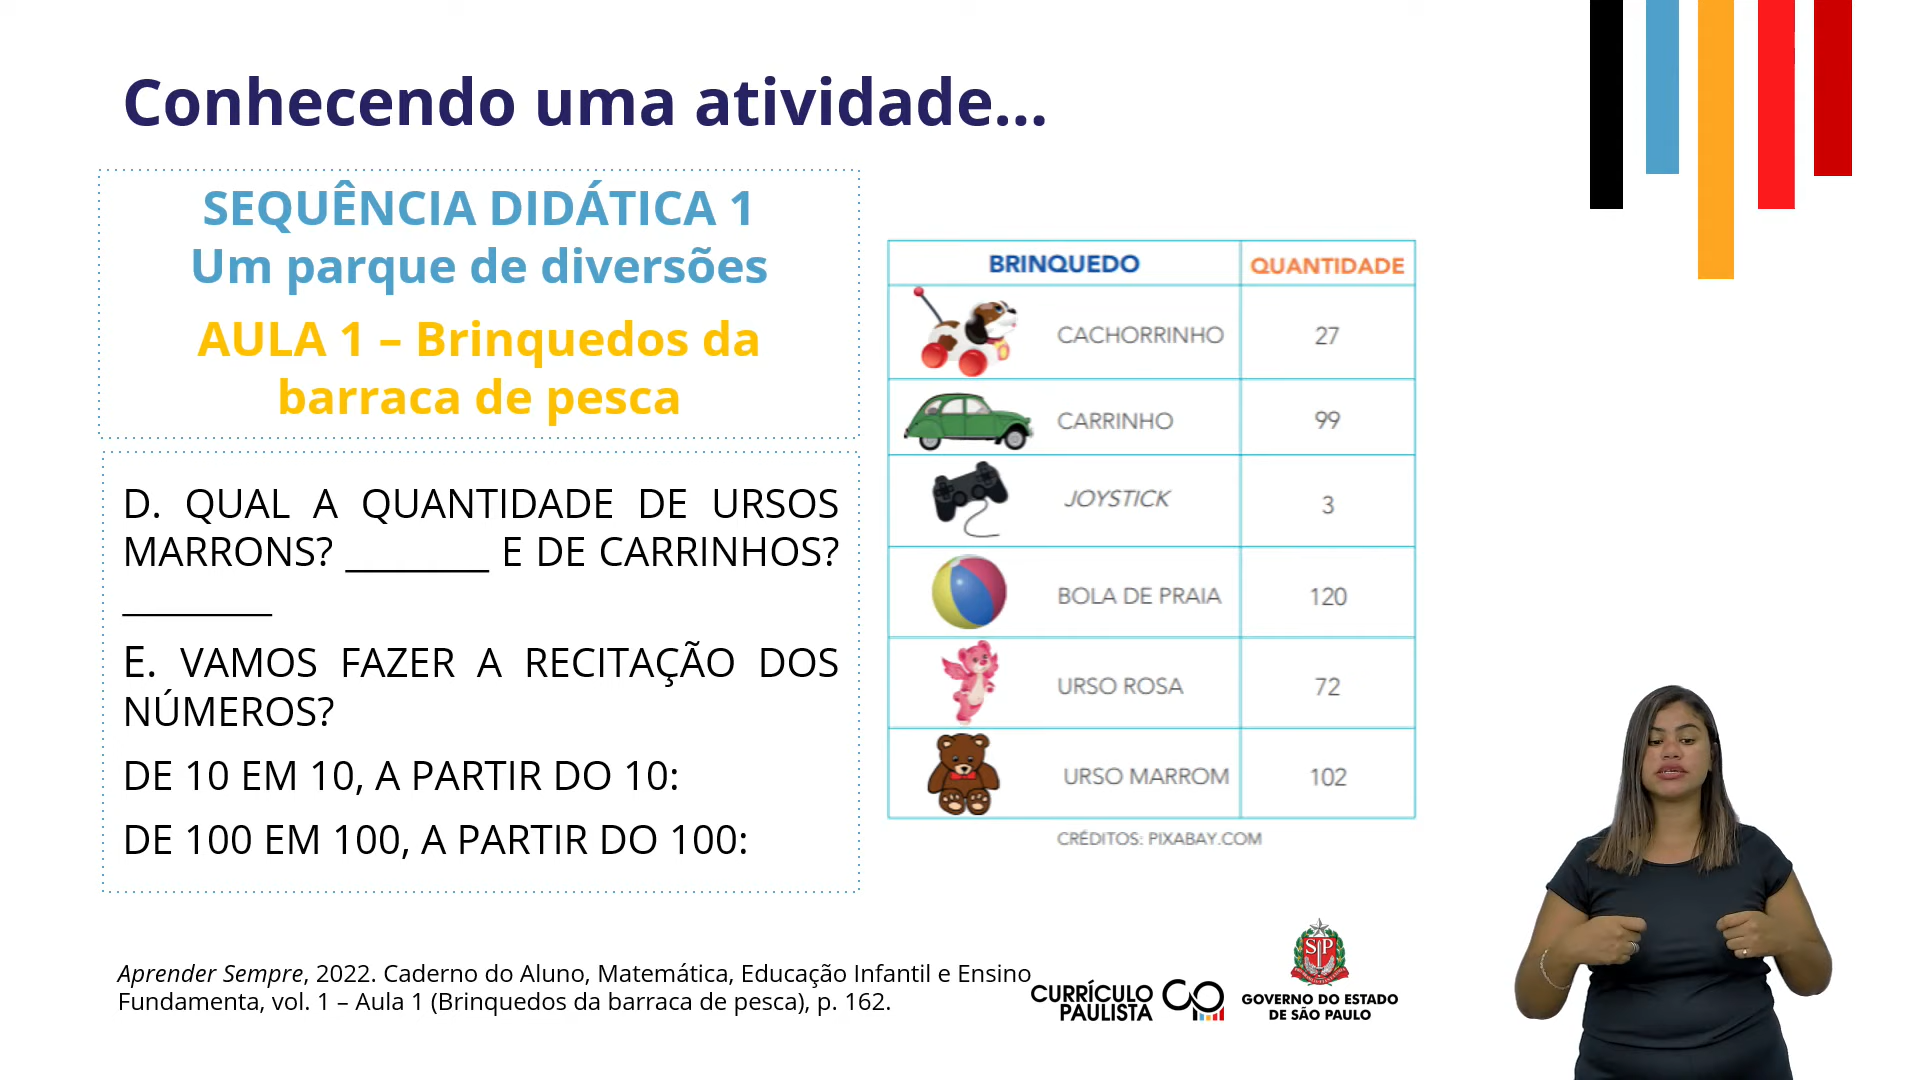 Conhecendo uma atividade...
SEQUÊNCIA DIDÁTICA 1
Um parque de diversões
AULA 1 – Brinquedos da
barraca de pesca
D. QUAL A QUANTIDADE DE URSOS
MARRONS? ________ E DE CARRINHOS?
________
E. VAMOS FAZER A RECITAÇÃO DOS
NÚMEROS?
DE 10 EM 10, A PARTIR DO 10:
DE 100 EM 100, A PARTIR DO 100:
BRINQUEDO QUANTIDADE
CACHORRINHO 27
CARRINHO 99
JOYSTICK 3
BOLA DE PRAIA 120
URSO ROSA 72
URSO MARROM 102
CRÉDITOS: PIXABAY.COM
Aprender Sempre, 2022. Caderno do Aluno, Matemática, Educação Infantil e Ensino
Fundamenta, vol. 1 – Aula 1 (Brinquedos da barraca de pesca), p. 162.
CURRÍCULO
PAULISTA
SP
GOVERNO DO ESTADO
DE SÃO PAULO